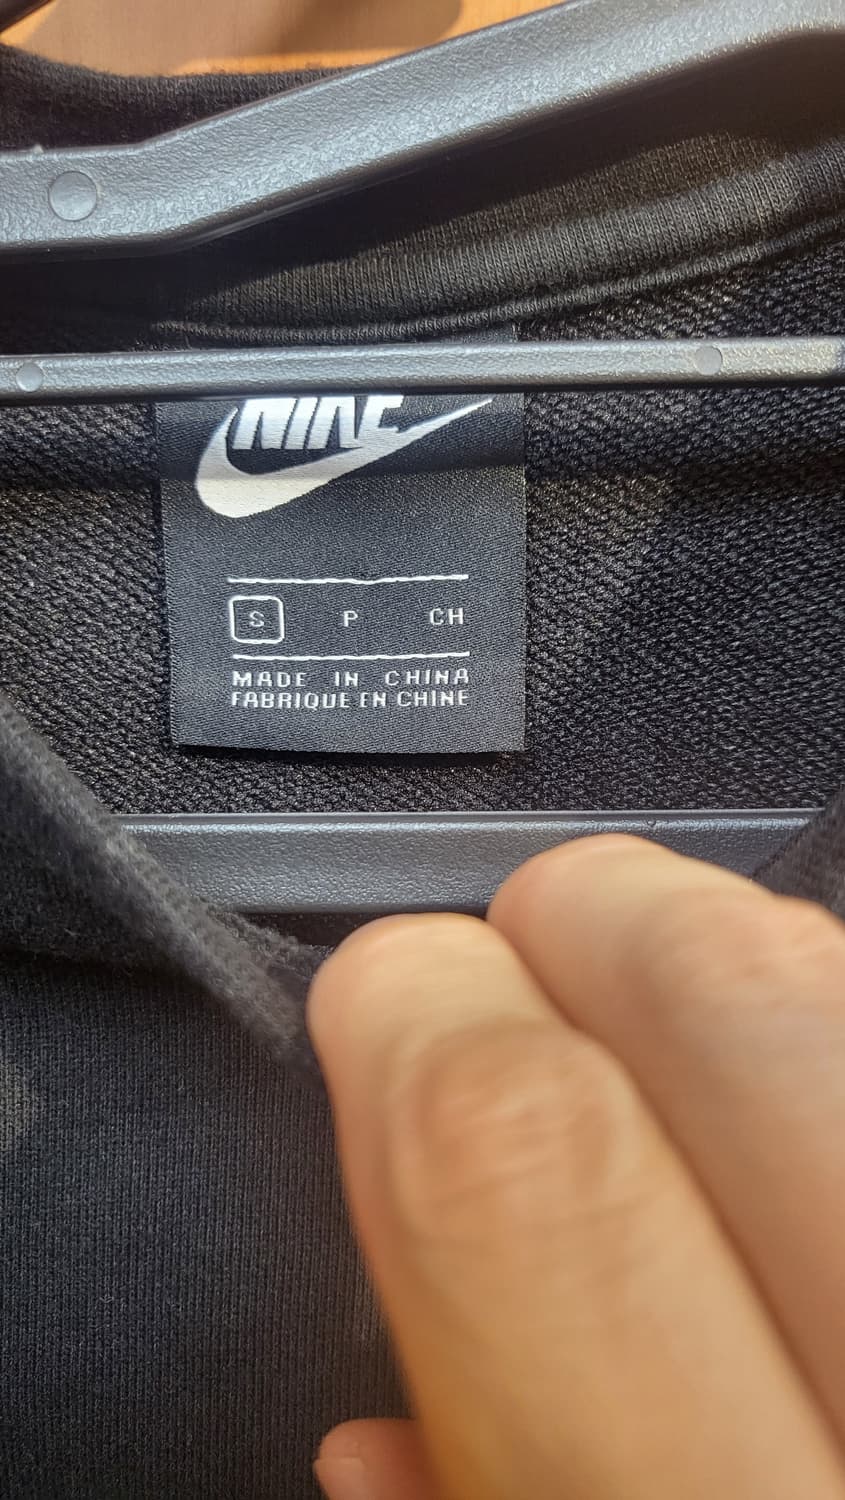 NIKE
S P CH
MADE IN CHINA
FABRIQUE EN CHINE